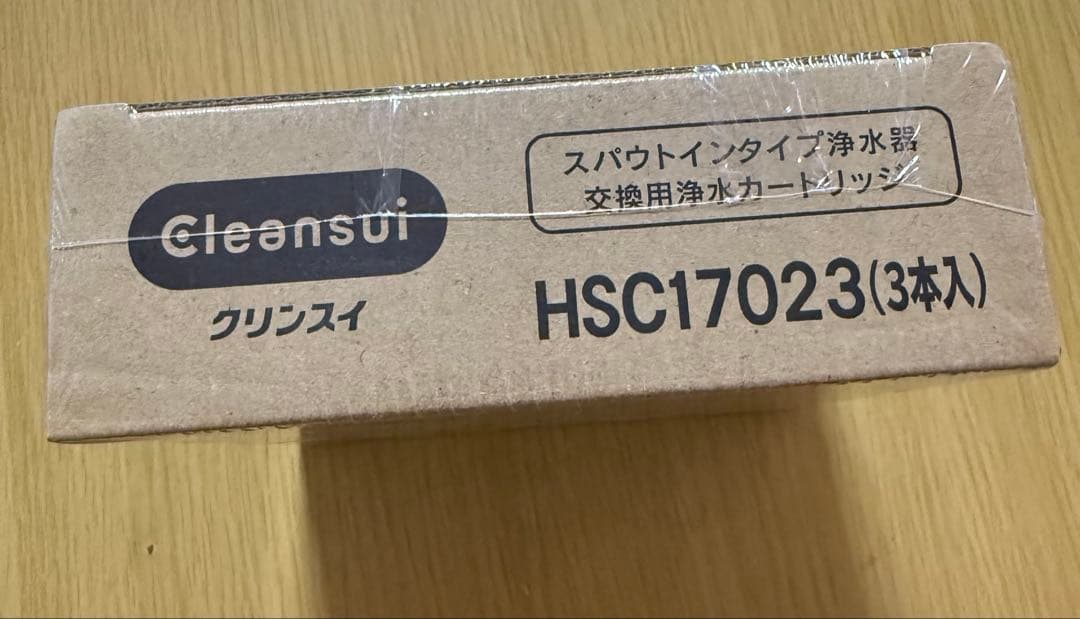 Cleansui
クリンスイ
スパウトインタイプ浄水器
交換用浄水カートリッジ
HSC17023(3本入)